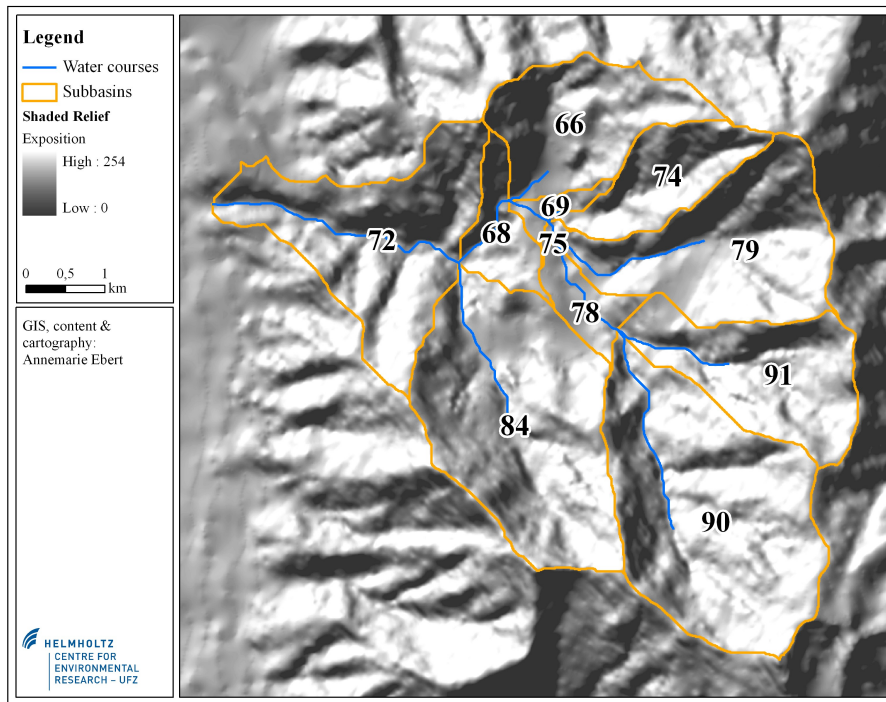 Legend
Water courses
Subbasins
Shaded Relief
Exposition
High : 254
Low : 0
0 0,5 1
km
GIS, content &
cartography:
Annemarie Ebert
HELMHOLTZ
CENTRE FOR
ENVIRONMENTAL
RESEARCH – UFZ
66
74
69
72
68
75
79
78
91
84
90